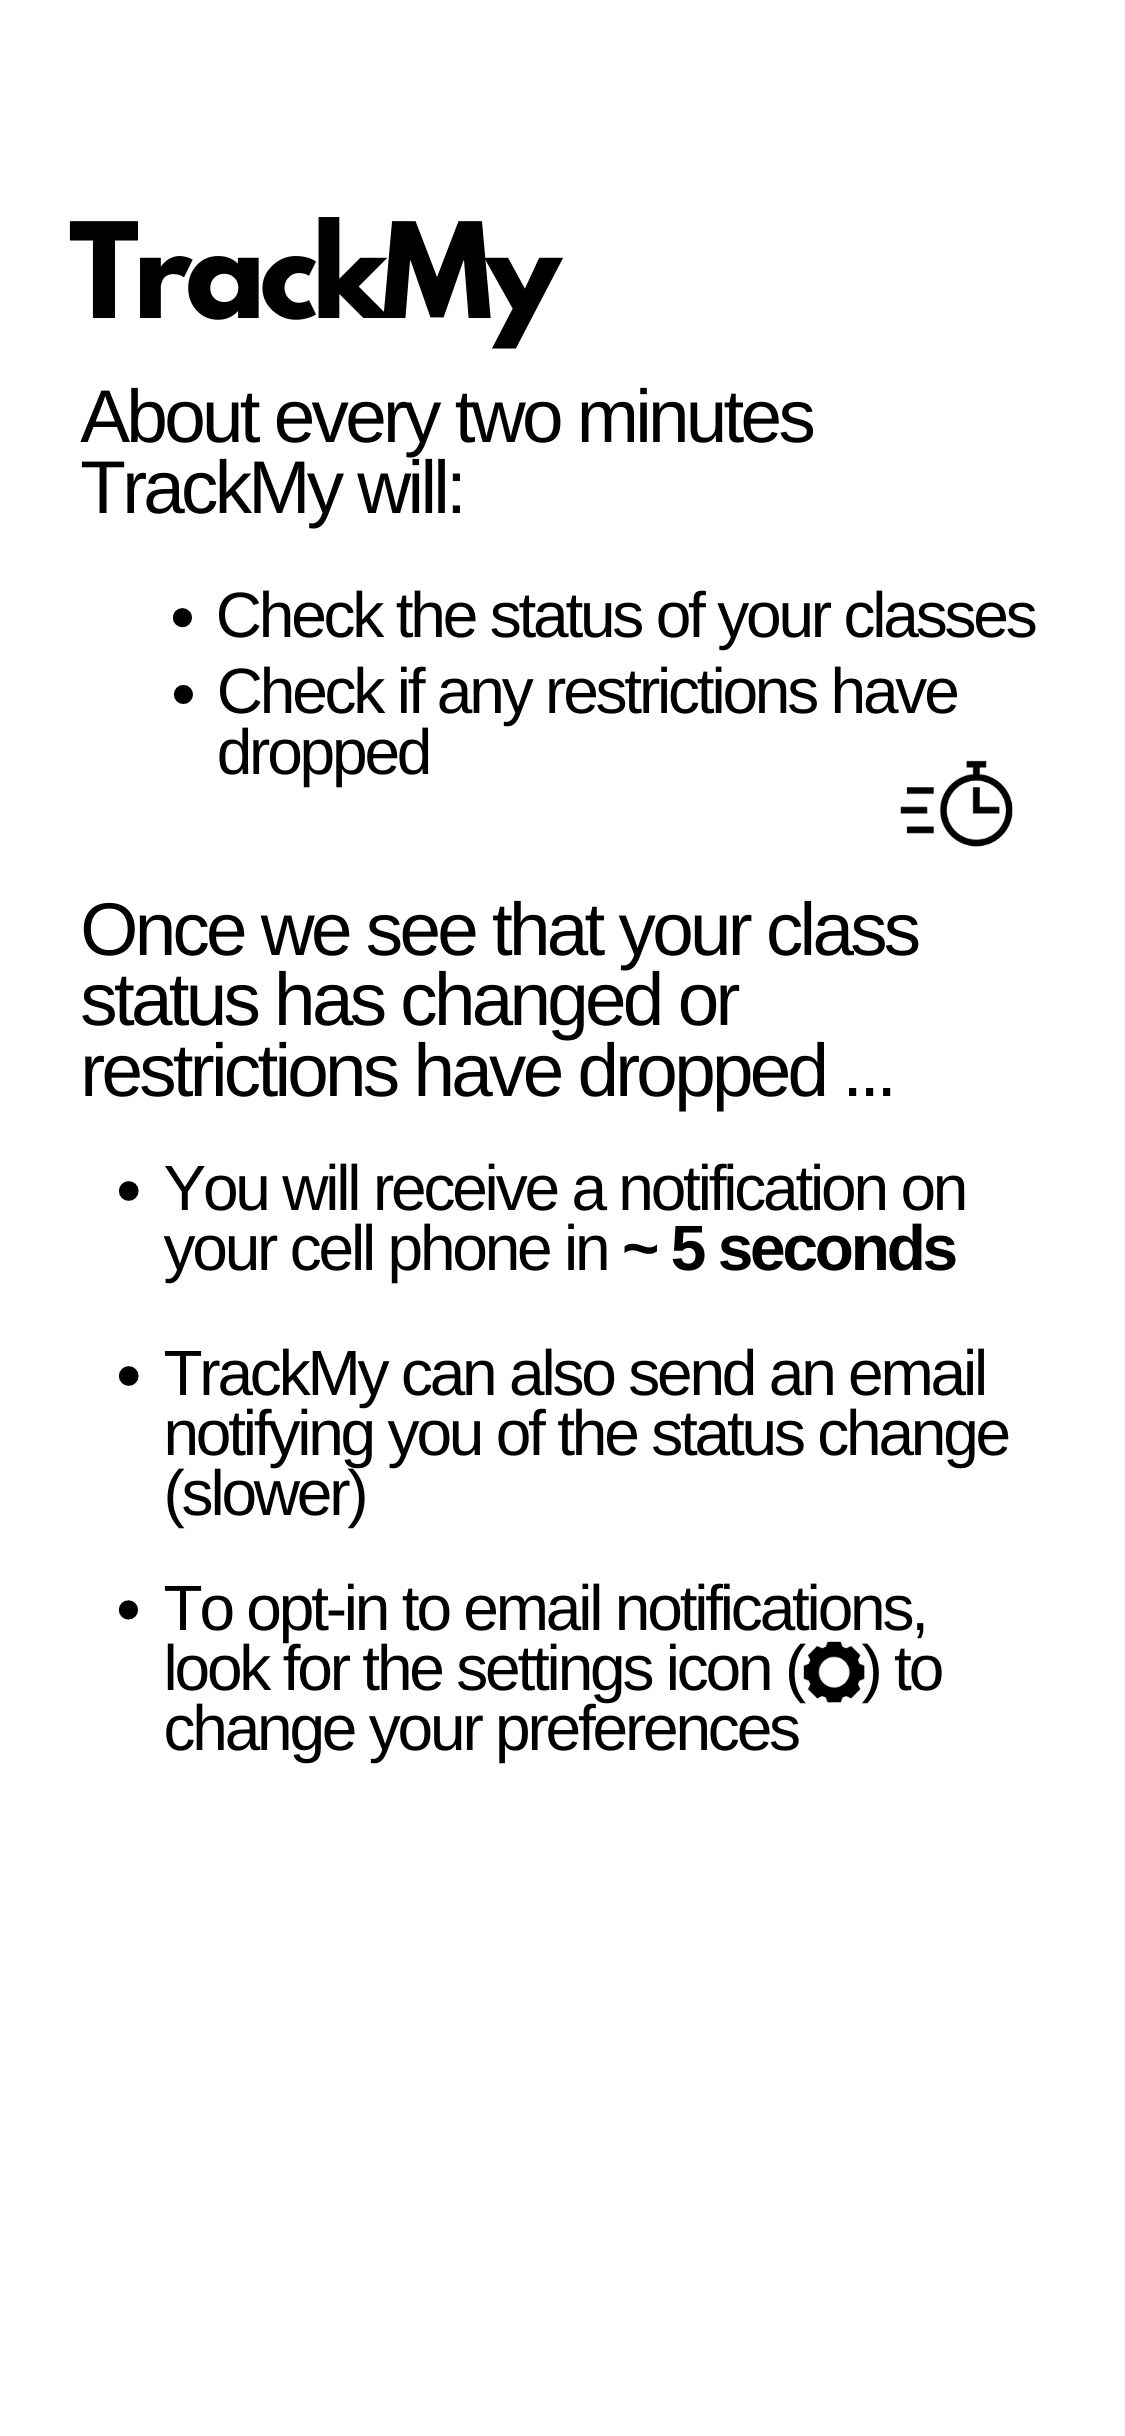 TrackMy
About every two minutes
TrackMy will:
• Check the status of your classes
• Check if any restrictions have
dropped
Once we see that your class
status has changed or
restrictions have dropped ...
• You will receive a notification on
your cell phone in ~ 5 seconds
• TrackMy can also send an email
notifying you of the status change
(slower)
• To opt-in to email notifications,
look for the settings icon (⚙) to
change your preferences